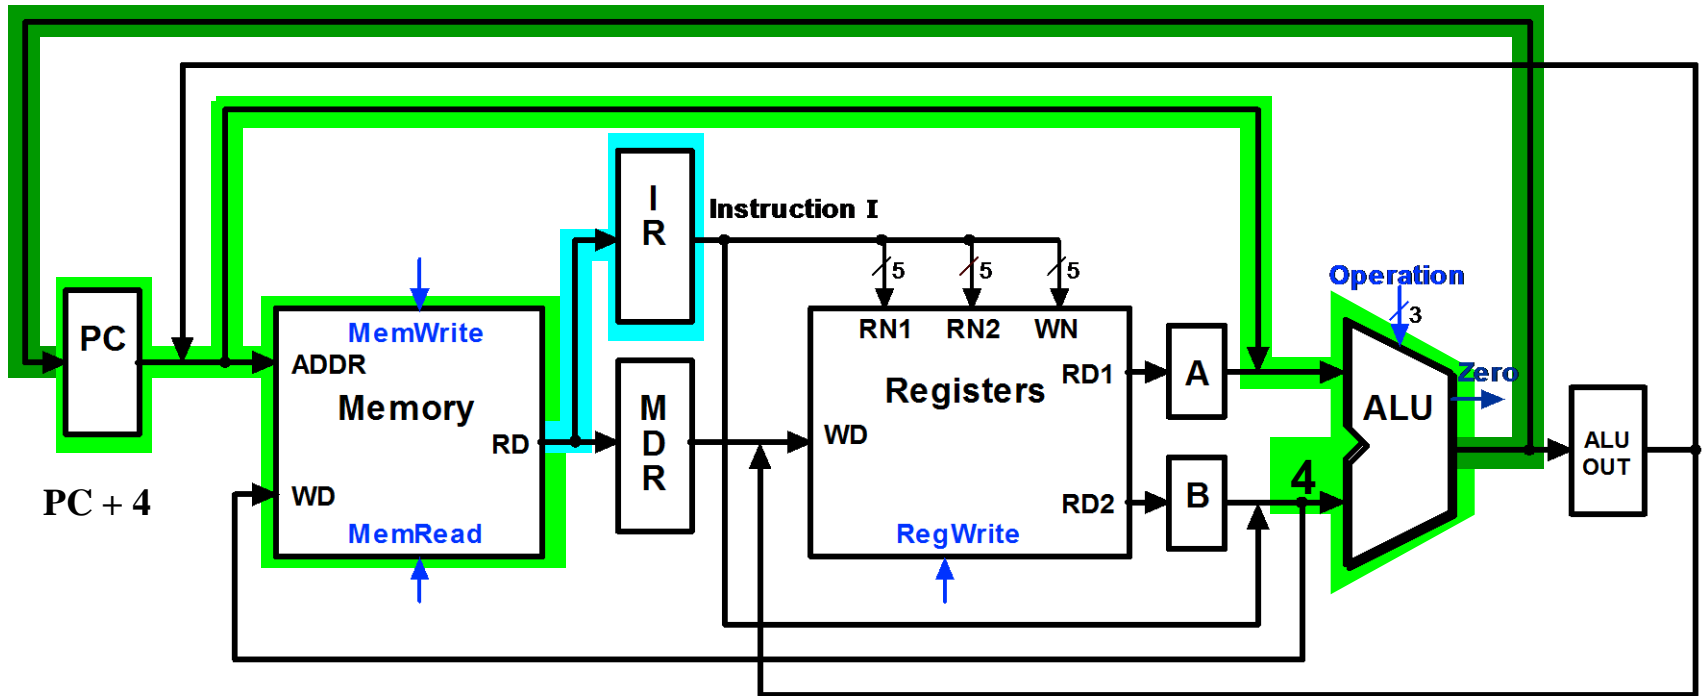 I
R
Instruction I
5
5
5
Operation
3
PC
MemWrite
RN1
RN2
WN
ADDR
Memory
RD
WD
MemRead
M
D
R
RD1
Registers
WD
RD2
RegWrite
A
B
4
ALU
Zero
ALU
OUT
PC + 4